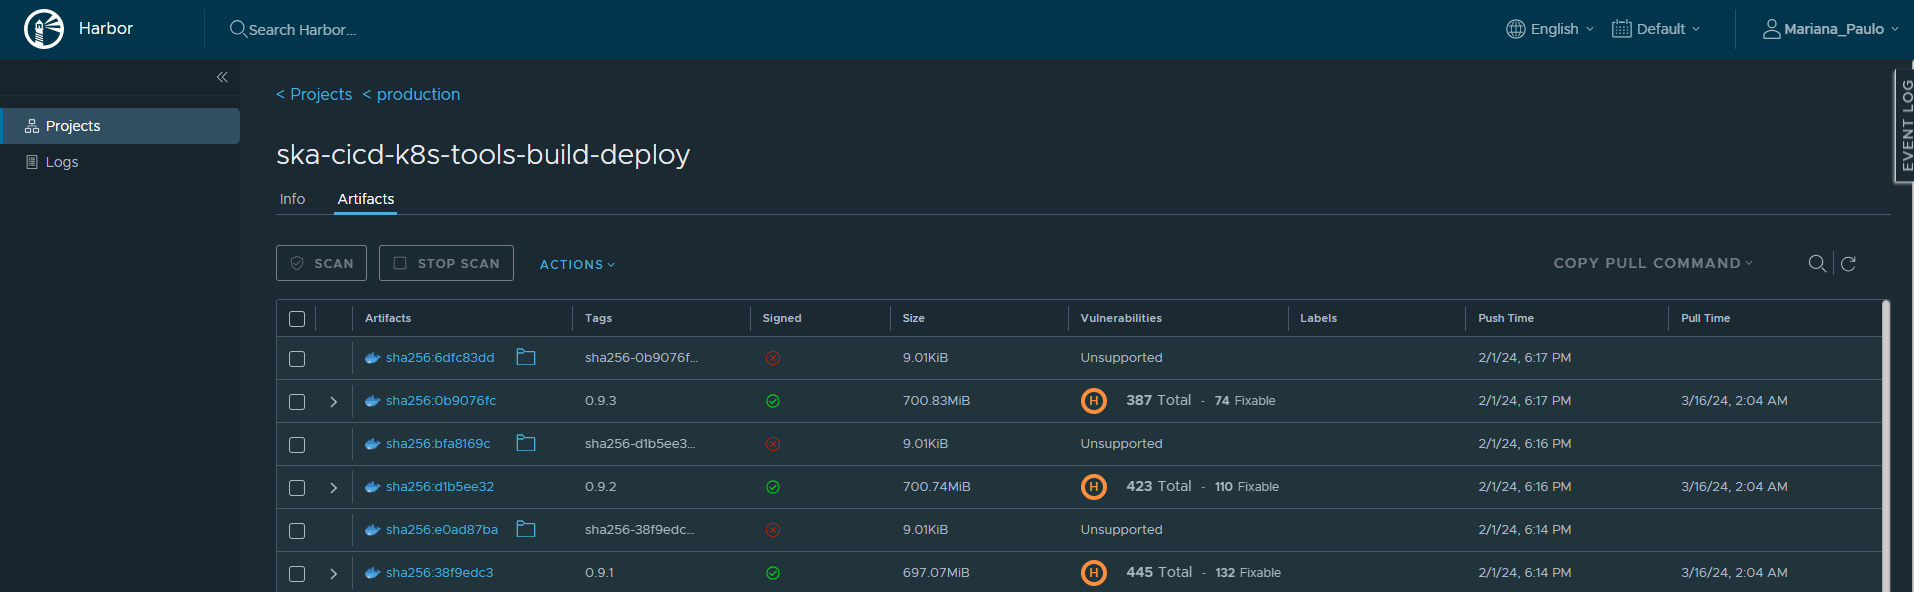 Harbor
Search Harbor...
English
Default
Mariana_Paulo
EVENT LOG
Projects
Logs
< Projects < production
ska-cicd-k8s-tools-build-deploy
Info Artifacts
SCAN STOP SCAN ACTIONS COPY PULL COMMAND
Artifacts Tags Signed Size Vulnerabilities Labels Push Time Pull Time
sha256:6dfc83dd sha256-0b9076f... 9.01KiB Unsupported 2/1/24, 6:17 PM
sha256:0b9076fc 0.9.3 700.83MiB H 387 Total - 74 Fixable 2/1/24, 6:17 PM 3/16/24, 2:04 AM
sha256:bfa8169c sha256-d1b5ee3... 9.01KiB Unsupported 2/1/24, 6:16 PM
sha256:d1b5ee32 0.9.2 700.74MiB H 423 Total - 110 Fixable 2/1/24, 6:16 PM 3/16/24, 2:04 AM
sha256:e0ad87ba sha256-38f9edc... 9.01KiB Unsupported 2/1/24, 6:14 PM
sha256:38f9edc3 0.9.1 697.07MiB H 445 Total - 132 Fixable 2/1/24, 6:14 PM 3/16/24, 2:04 AM